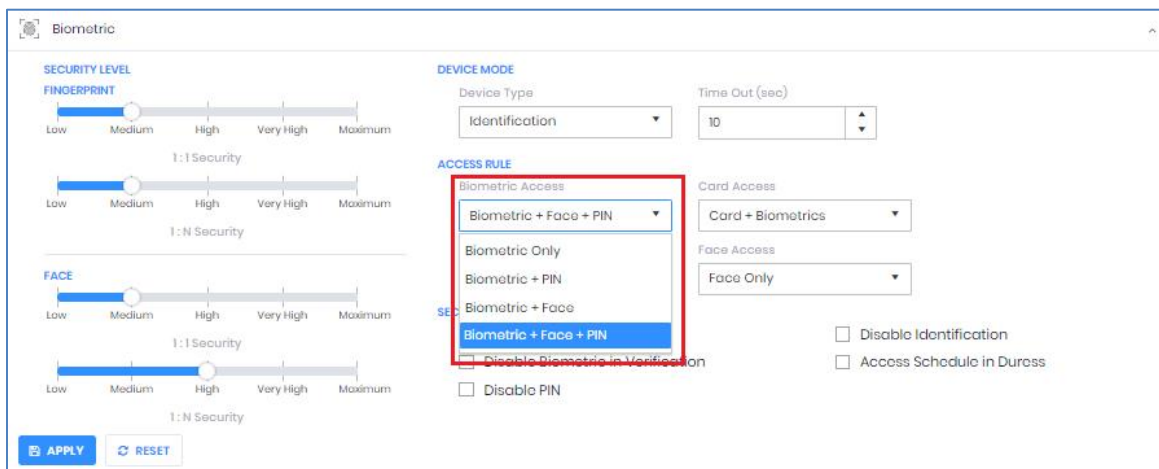 Biometric
SECURITY LEVEL
FINGERPRINT
Low Medium High Very High Maximum
1 : 1 Security
Low Medium High Very High Maximum
1 : N Security
FACE
Low Medium High Very High Maximum
1 : 1 Security
Low Medium High Very High Maximum
1 : N Security
APPLY RESET
DEVICE MODE
Device Type Time Out (sec)
Identification 10
ACCESS RULE
Biometric Access Card Access
Biometric + Face + PIN Card + Biometrics
Biometric Only Face Access
Biometric + PIN Face Only
Biometric + Face
SEC
Biometric + Face + PIN Disable Identification
Disable Biometric in Verification Access Schedule in Duress
Disable PIN